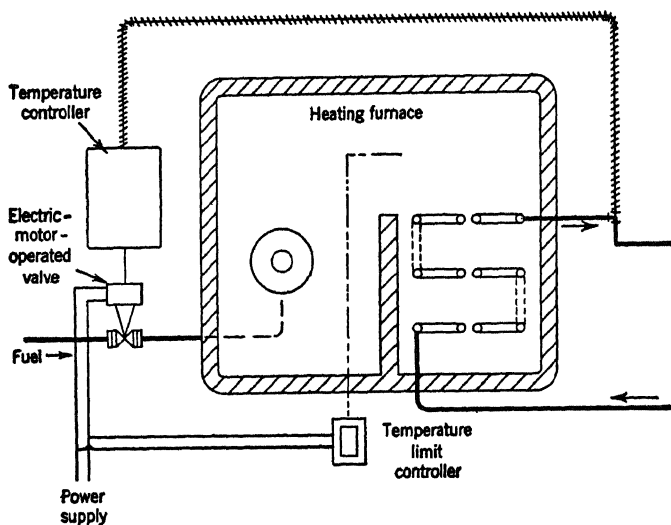 Temperature
controller
Heating furnace
Electric-
motor-
operated
valve
Fuel
Temperature
limit
controller
Power
supply